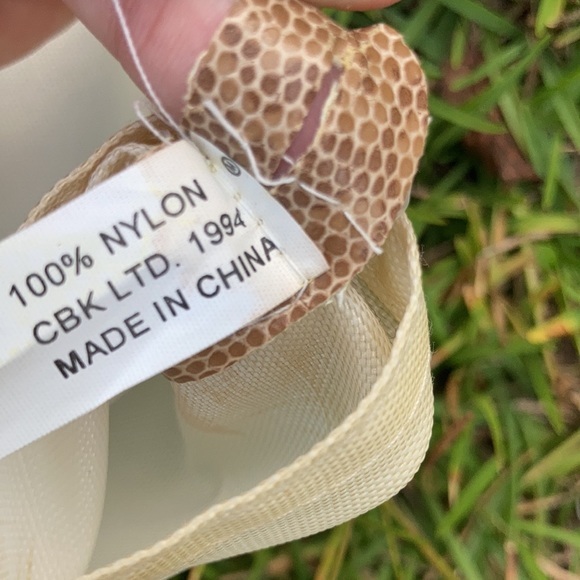 100% NYLON
CBK LTD. 1994
MADE IN CHINA
®